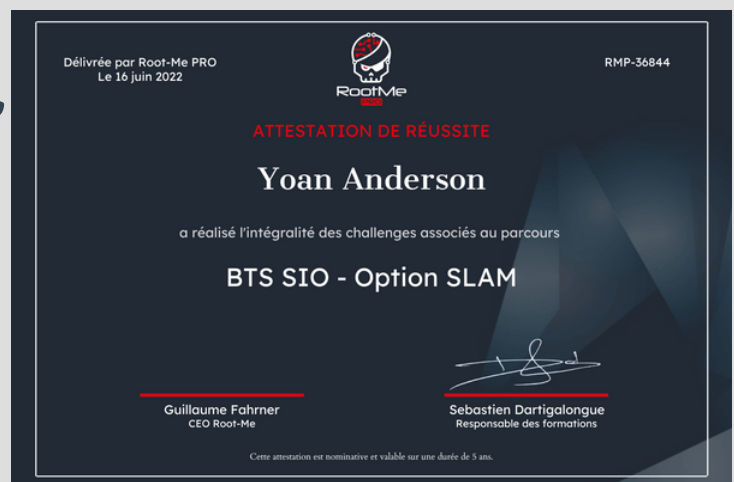 Délivrée par Root-Me PRO
Le 16 juin 2022
RMP-36844
RootMe
PRO
ATTESTATION DE RÉUSSITE
Yoan Anderson
a réalisé l'intégralité des challenges associés au parcours
BTS SIO - Option SLAM
Guillaume Fahrner
CEO Root-Me
Sebastien Dartigalongue
Responsable des formations
Cette attestation est nominative et valable sur une durée de 5 ans.